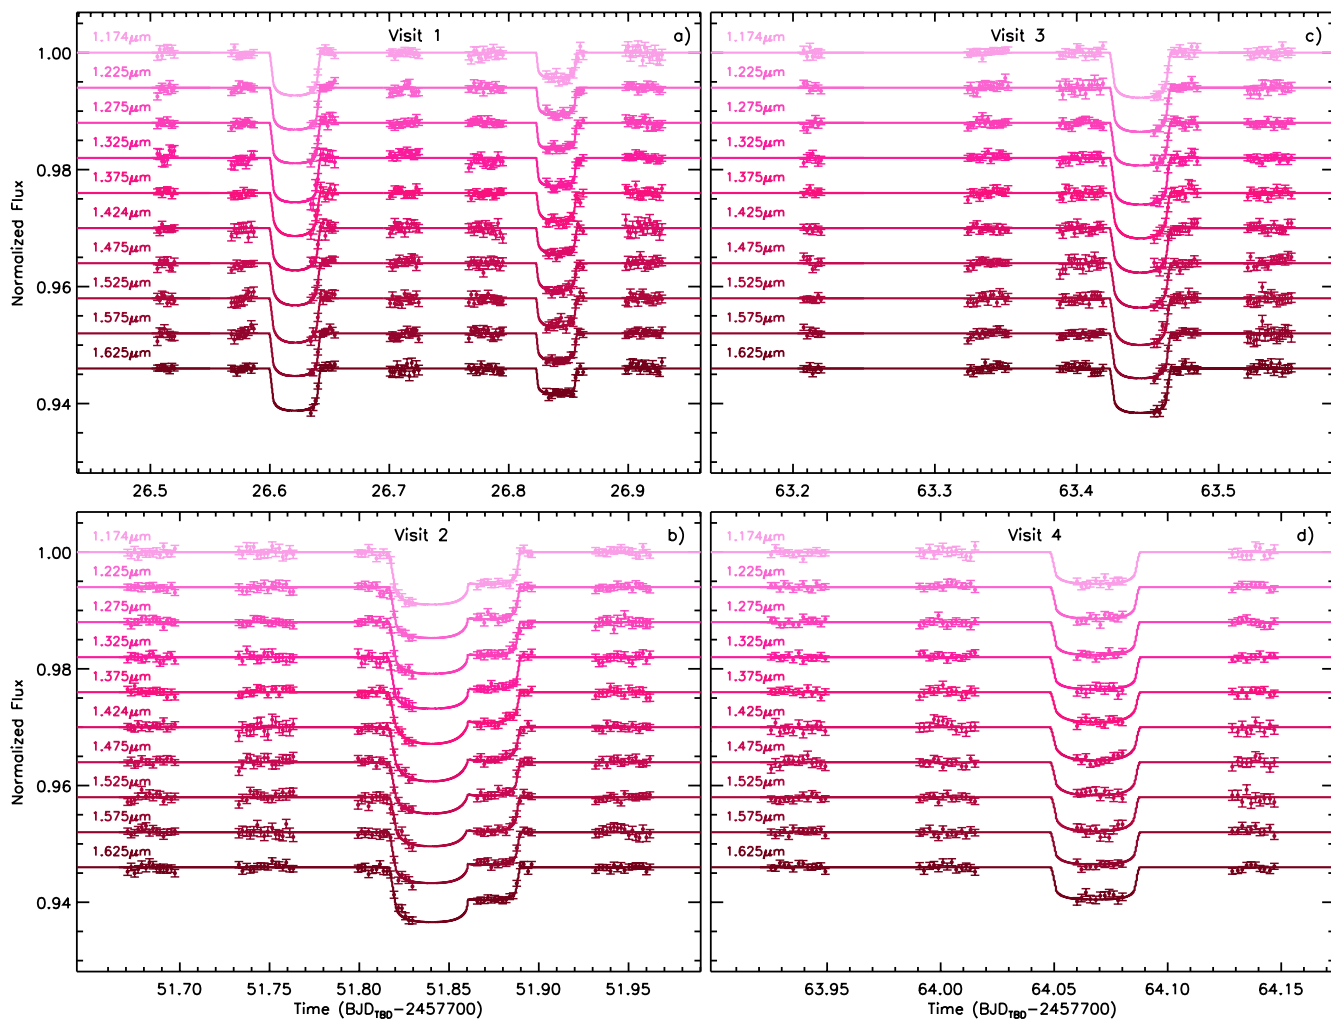 Visit 1
a)
1.174μm
1.225μm
1.275μm
1.325μm
1.375μm
1.424μm
1.475μm
1.525μm
1.575μm
1.625μm
1.00
0.98
0.96
0.94
Normalized Flux
26.5 26.6 26.7 26.8 26.9
Visit 3
c)
1.174μm
1.225μm
1.275μm
1.325μm
1.375μm
1.425μm
1.475μm
1.525μm
1.575μm
1.625μm
63.2 63.3 63.4 63.5
Visit 2
b)
1.174μm
1.225μm
1.275μm
1.325μm
1.375μm
1.424μm
1.475μm
1.525μm
1.575μm
1.625μm
1.00
0.98
0.96
0.94
Normalized Flux
51.70 51.75 51.80 51.85 51.90 51.95
Time (BJD_TBD−2457700)
Visit 4
d)
1.174μm
1.225μm
1.275μm
1.325μm
1.375μm
1.425μm
1.475μm
1.525μm
1.575μm
1.625μm
63.95 64.00 64.05 64.10 64.15
Time (BJD_TBD−2457700)